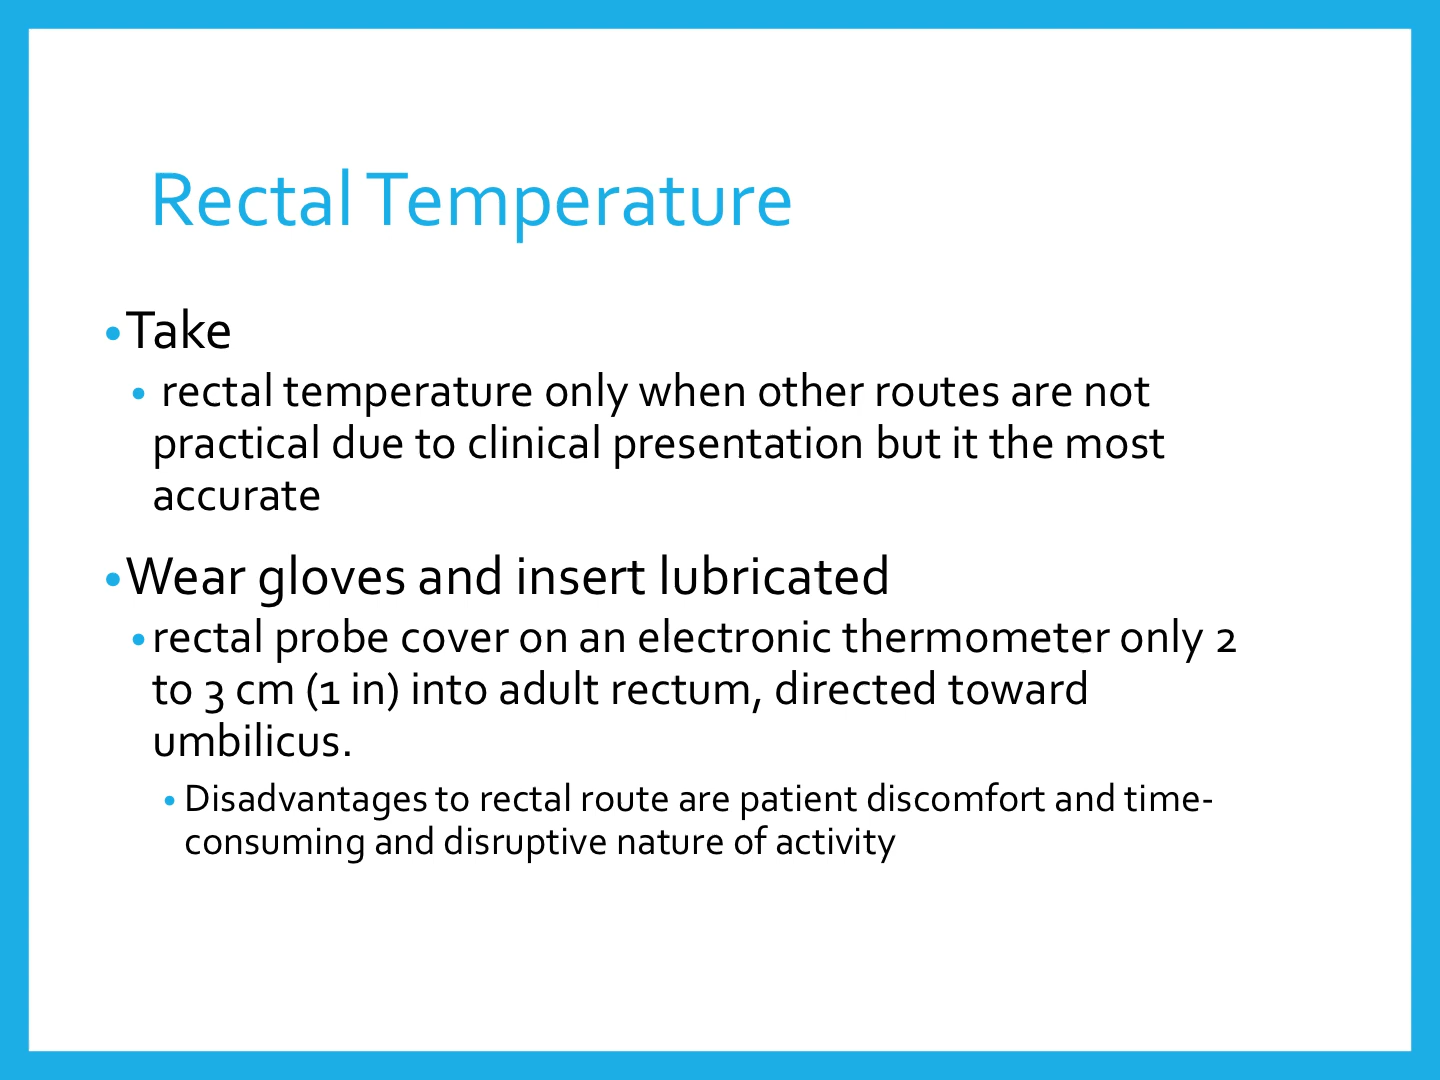 Rectal Temperature
•Take
• rectal temperature only when other routes are not
practical due to clinical presentation but it the most
accurate
•Wear gloves and insert lubricated
•rectal probe cover on an electronic thermometer only 2
to 3 cm (1 in) into adult rectum, directed toward
umbilicus.
• Disadvantages to rectal route are patient discomfort and time-
consuming and disruptive nature of activity